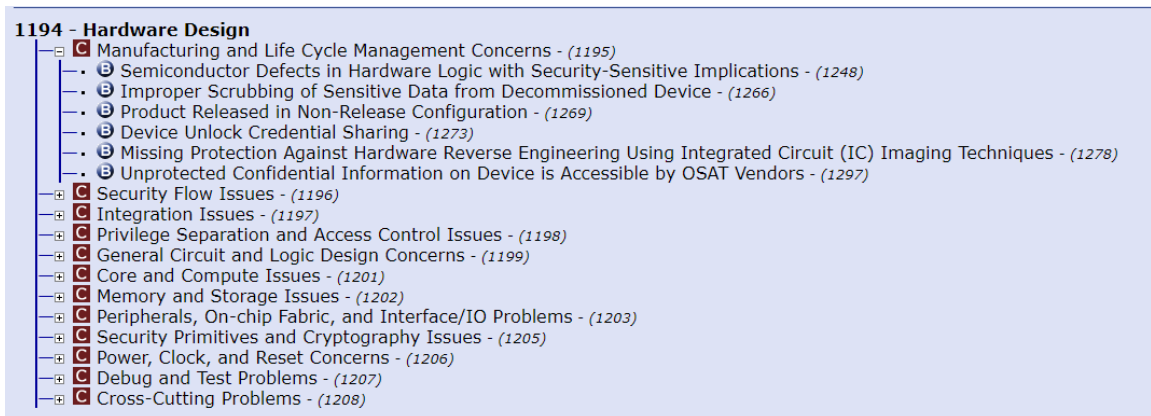 1194 - Hardware Design
C Manufacturing and Life Cycle Management Concerns - (1195)
B Semiconductor Defects in Hardware Logic with Security-Sensitive Implications - (1248)
B Improper Scrubbing of Sensitive Data from Decommissioned Device - (1266)
B Product Released in Non-Release Configuration - (1269)
B Device Unlock Credential Sharing - (1273)
B Missing Protection Against Hardware Reverse Engineering Using Integrated Circuit (IC) Imaging Techniques - (1278)
B Unprotected Confidential Information on Device is Accessible by OSAT Vendors - (1297)
C Security Flow Issues - (1196)
C Integration Issues - (1197)
C Privilege Separation and Access Control Issues - (1198)
C General Circuit and Logic Design Concerns - (1199)
C Core and Compute Issues - (1201)
C Memory and Storage Issues - (1202)
C Peripherals, On-chip Fabric, and Interface/IO Problems - (1203)
C Security Primitives and Cryptography Issues - (1205)
C Power, Clock, and Reset Concerns - (1206)
C Debug and Test Problems - (1207)
C Cross-Cutting Problems - (1208)